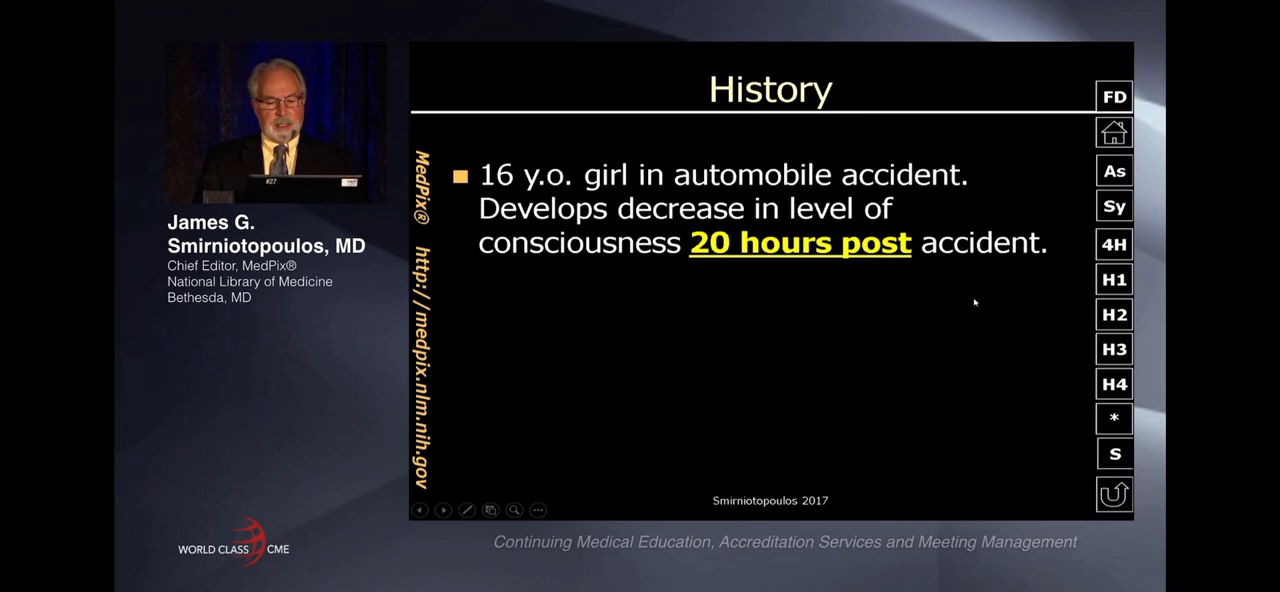 History
16 y.o. girl in automobile accident.
Develops decrease in level of
consciousness 20 hours post accident.
MedPix® http://medpix.nlm.nih.gov
FD
As
Sy
4H
H1
H2
H3
H4
*
S
Smirniotopoulos 2017
#27
James G.
Smirniotopoulos, MD
Chief Editor, MedPix®
National Library of Medicine
Bethesda, MD
WORLD CLASS CME
Continuing Medical Education, Accreditation Services and Meeting Management